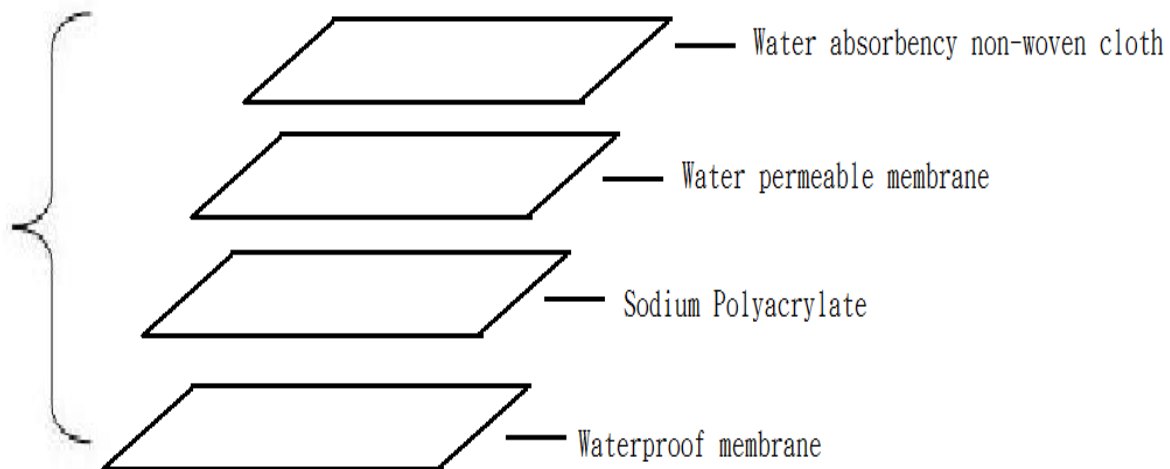 Water absorbency non-woven cloth
Water permeable membrane
Sodium Polyacrylate
Waterproof membrane